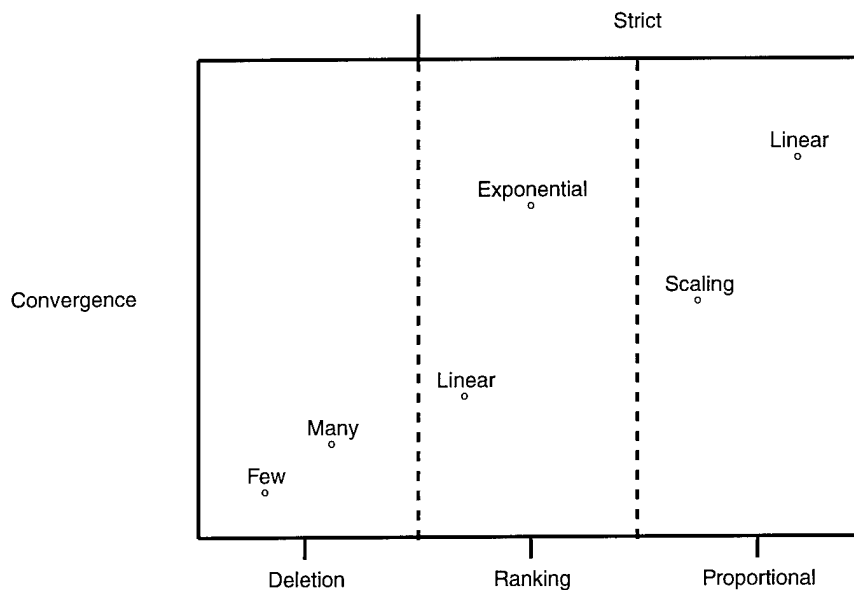 Strict
Linear
Exponential
Scaling
Convergence
Linear
Many
Few
Deletion Ranking Proportional